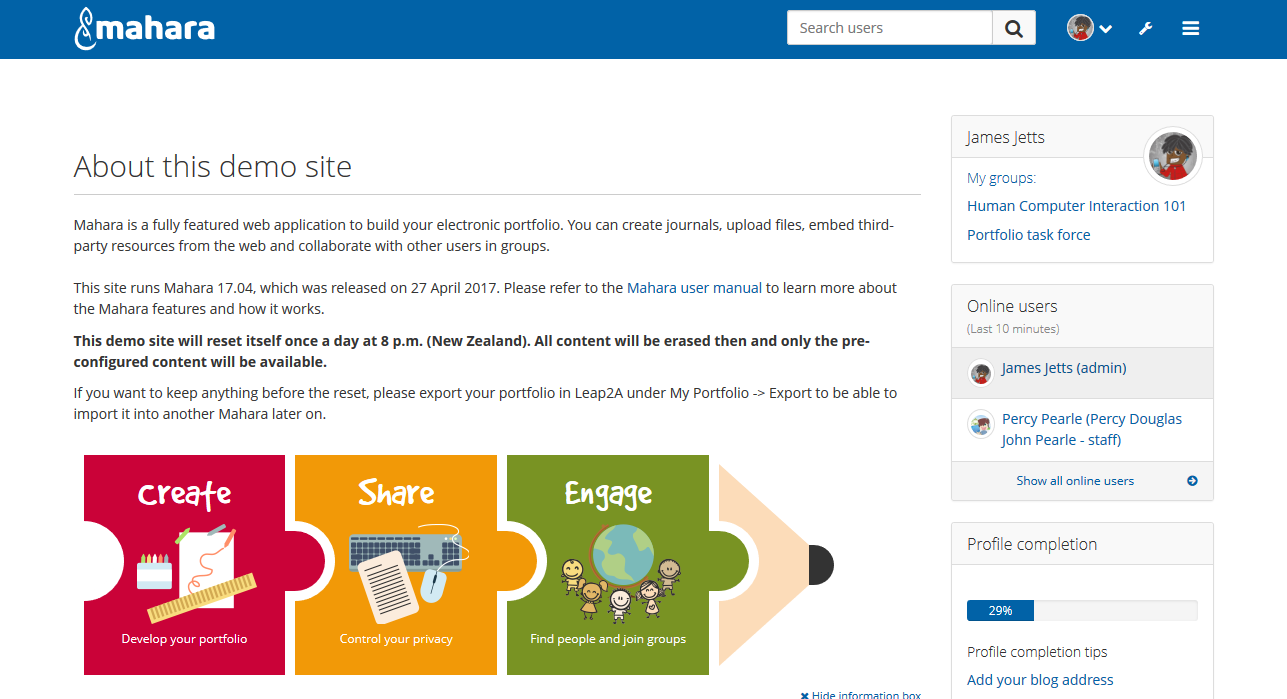 mahara
Search users
About this demo site
Mahara is a fully featured web application to build your electronic portfolio. You can create journals, upload files, embed third-
party resources from the web and collaborate with other users in groups.
This site runs Mahara 17.04, which was released on 27 April 2017. Please refer to the Mahara user manual to learn more about
the Mahara features and how it works.
This demo site will reset itself once a day at 8 p.m. (New Zealand). All content will be erased then and only the pre-
configured content will be available.
If you want to keep anything before the reset, please export your portfolio in Leap2A under My Portfolio -> Export to be able to
import it into another Mahara later on.
Create
Develop your portfolio
Share
Control your privacy
Engage
Find people and join groups
Hide information box
James Jetts
My groups:
Human Computer Interaction 101
Portfolio task force
Online users
(Last 10 minutes)
James Jetts (admin)
Percy Pearle (Percy Douglas
John Pearle - staff)
Show all online users
Profile completion
29%
Profile completion tips
Add your blog address